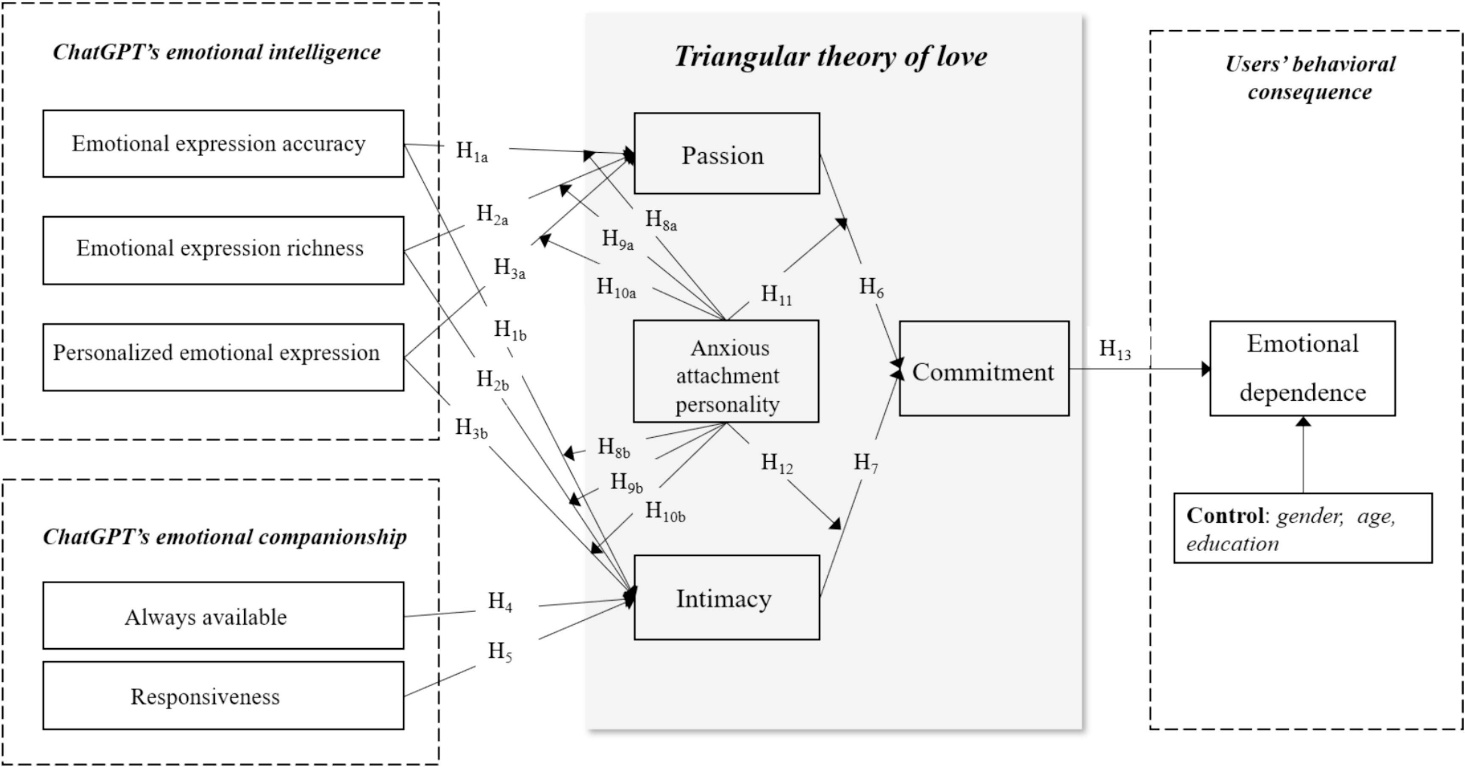 ChatGPT’s emotional intelligence
Emotional expression accuracy
Emotional expression richness
Personalized emotional expression
ChatGPT’s emotional companionship
Always available
Responsiveness
H1a
H2a
H3a
H1b
H2b
H3b
H4
H5
Triangular theory of love
Passion
H8a
H9a
H10a
H11
H6
Anxious
attachment
personality
Commitment
H8b
H9b
H10b
H12
H7
Intimacy
H13
Users’ behavioral
consequence
Emotional
dependence
Control: gender, age,
education